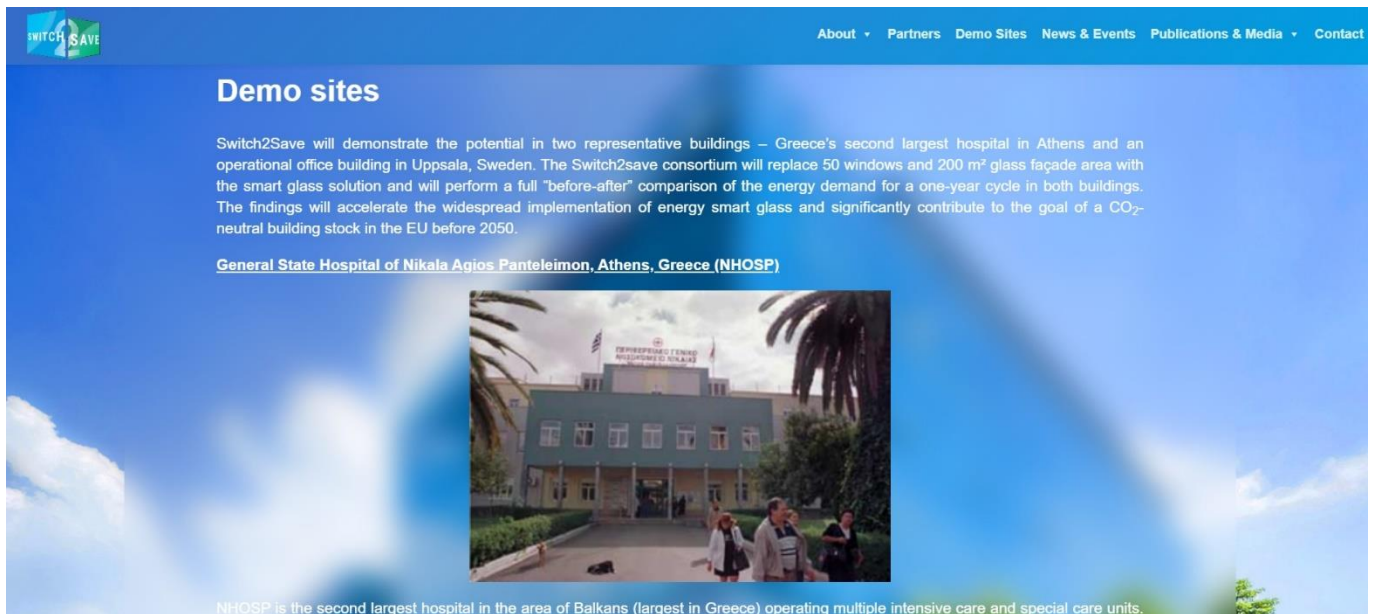 SWITCH 2 SAVE
About Partners Demo Sites News & Events Publications & Media Contact
Demo sites
Switch2Save will demonstrate the potential in two representative buildings – Greece's second largest hospital in Athens and an
operational office building in Uppsala, Sweden. The Switch2save consortium will replace 50 windows and 200 m² glass façade area with
the smart glass solution and will perform a full "before-after" comparison of the energy demand for a one-year cycle in both buildings.
The findings will accelerate the widespread implementation of energy smart glass and significantly contribute to the goal of a CO₂-
neutral building stock in the EU before 2050.
General State Hospital of Nikala Agios Panteleimon, Athens, Greece (NHOSP)
ΠΕΡΙΦΕΡΕΙΑΚΟ ΓΕΝΙΚΟ
ΝΟΣΟΚΟΜΕΙΟ ΝΙΚΑΙΑΣ
NHOSP is the second largest hospital in the area of Balkans (largest in Greece) operating multiple intensive care and special care units.